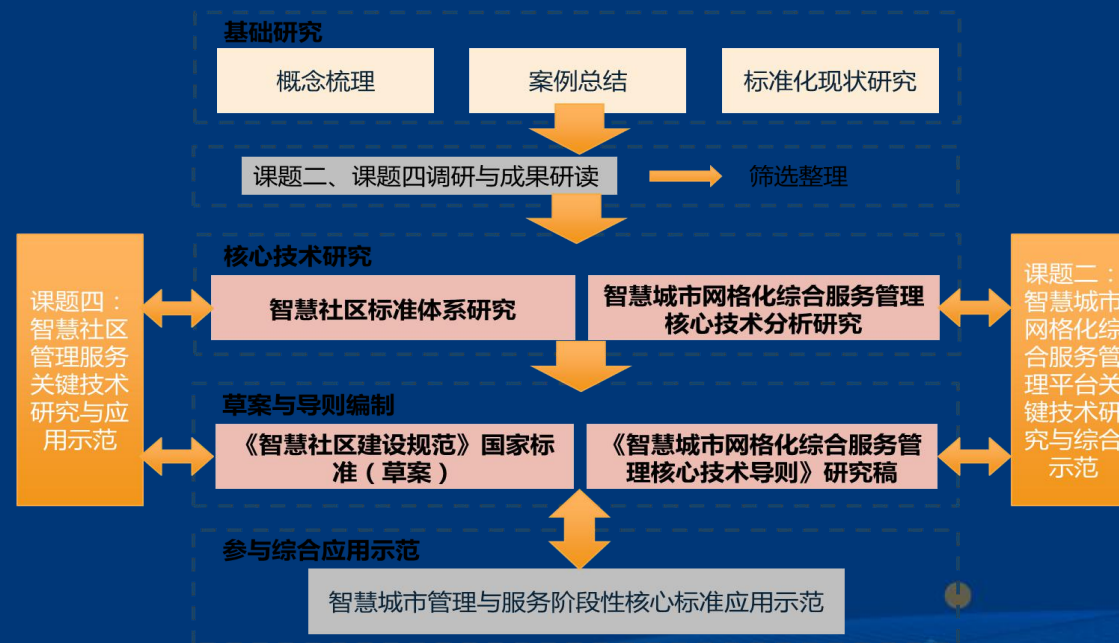 基础研究
概念梳理
案例总结
标准化现状研究
课题二、课题四调研与成果研读
筛选整理
核心技术研究
智慧社区标准体系研究
智慧城市网格化综合服务管理
核心技术分析研究
课题四：
智慧社区
管理服务
关键技术
研究与应
用示范
课题二：
智慧城市
网格化综
合服务管
理平台关
键技术研
究与综合
示范
草案与导则编制
《智慧社区建设规范》国家标
准（草案）
《智慧城市网格化综合服务管
理核心技术导则》研究稿
参与综合应用示范
智慧城市管理与服务阶段性核心标准应用示范